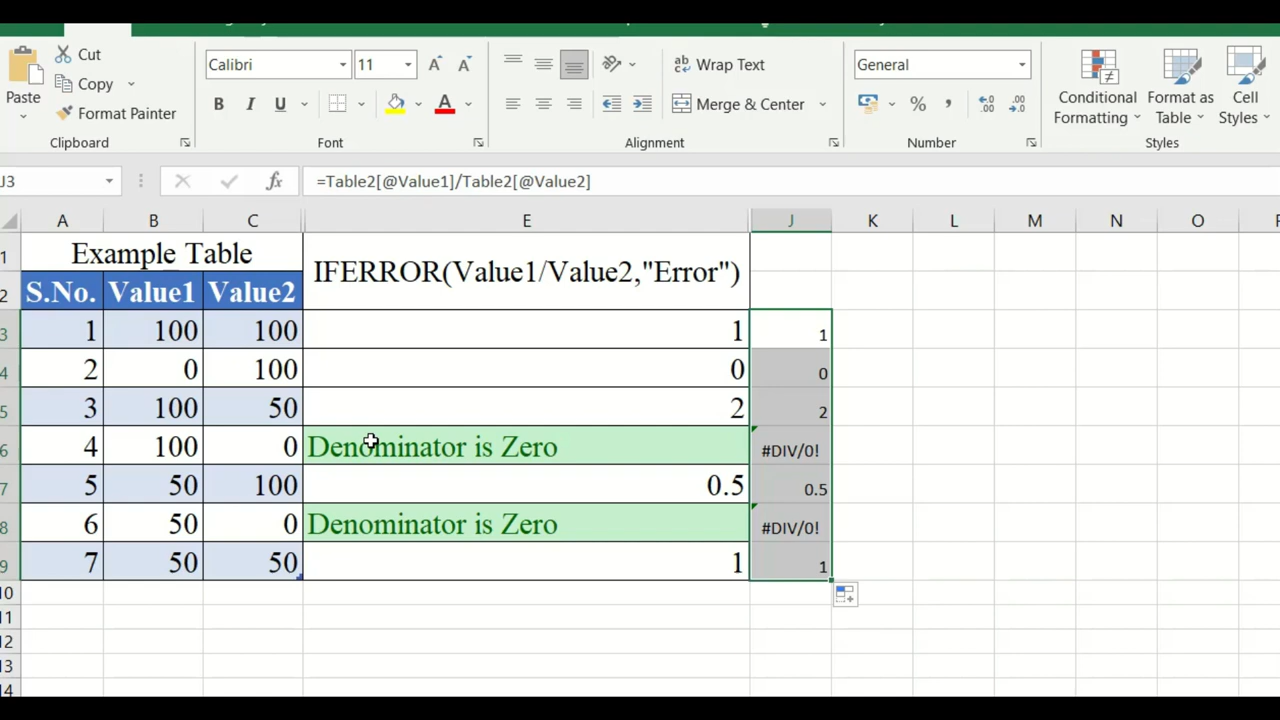 Cut
Copy
Format Painter
Paste
Clipboard
Calibri
11
A A
B I U
A
Font
ab Wrap Text
Merge & Center
Alignment
General
%
Number
Conditional Formatting
Format as Table
Cell Styles
Styles
J3
fx
=Table2[@Value1]/Table2[@Value2]
A B C E J K L M N O
1 Example Table IFERROR(Value1/Value2,"Error")
2 S.No. Value1 Value2
3 1 100 100 1 1
4 2 0 100 0 0
5 3 100 50 2 2
6 4 100 0 Denominator is Zero #DIV/0!
7 5 50 100 0.5 0.5
8 6 50 0 Denominator is Zero #DIV/0!
9 7 50 50 1 1
10
11
12
13
14